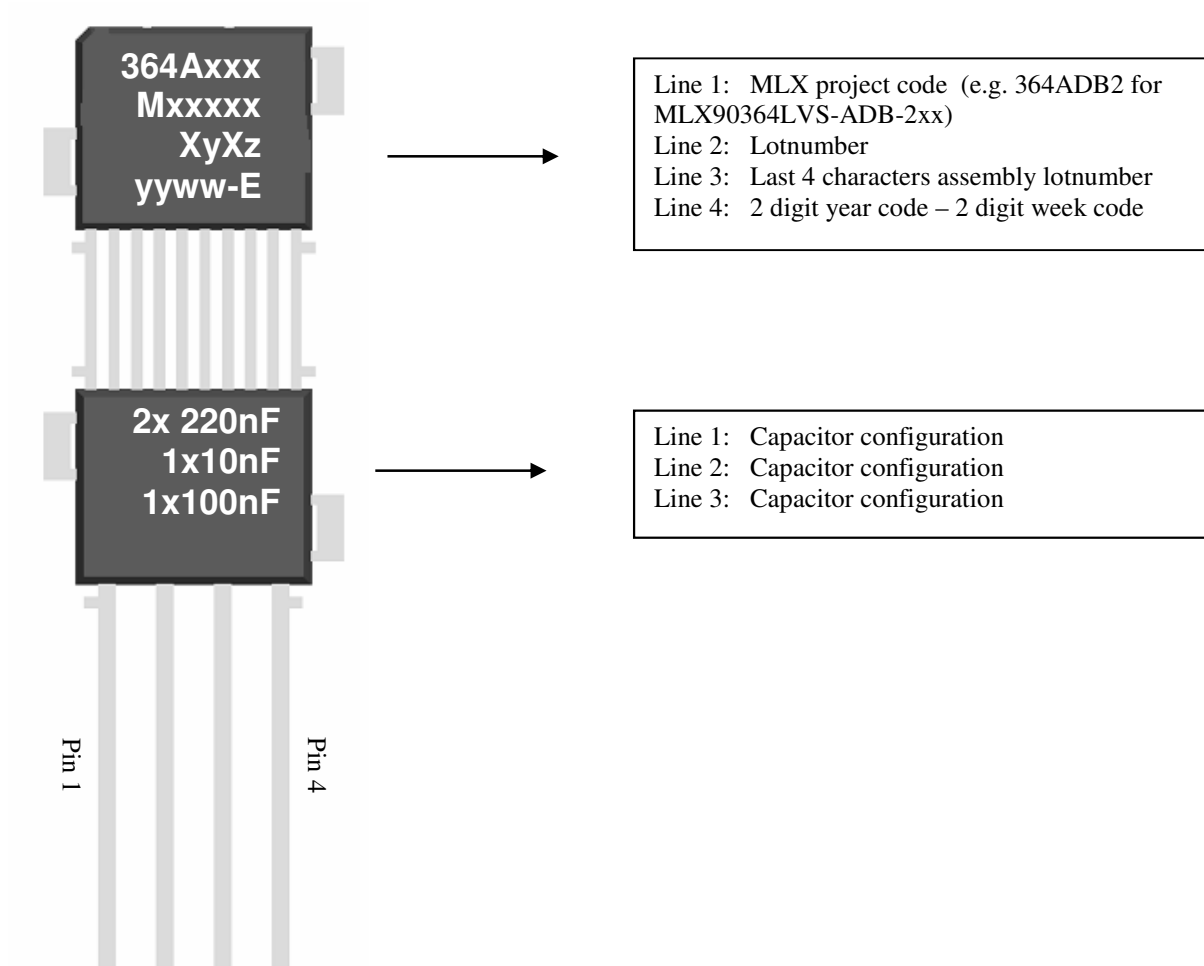 364Axxx
Mxxxxx
XyXz
yyww-E
Line 1: MLX project code (e.g. 364ADB2 for
MLX90364LVS-ADB-2xx)
Line 2: Lotnumber
Line 3: Last 4 characters assembly lotnumber
Line 4: 2 digit year code – 2 digit week code
2x 220nF
1x10nF
1x100nF
Line 1: Capacitor configuration
Line 2: Capacitor configuration
Line 3: Capacitor configuration
Pin 1
Pin 4